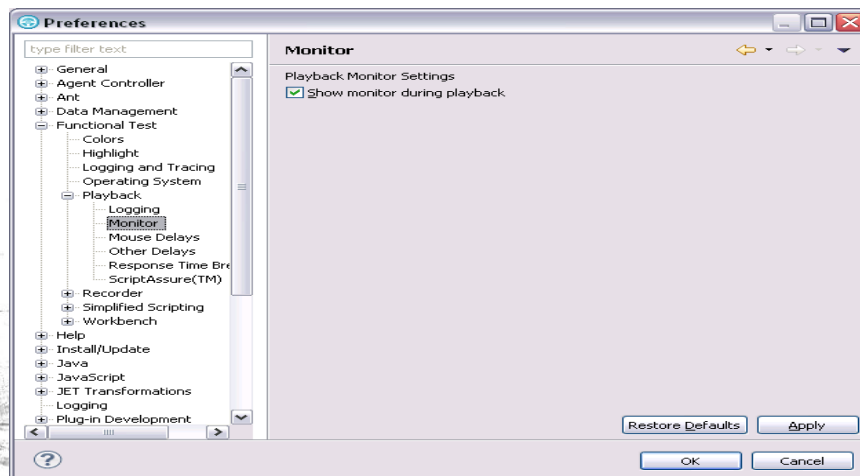 Preferences
type filter text
General
Agent Controller
Ant
Data Management
Functional Test
Colors
Highlight
Logging and Tracing
Operating System
Playback
Logging
Monitor
Mouse Delays
Other Delays
Response Time Bre
ScriptAssure(TM)
Recorder
Simplified Scripting
Workbench
Help
Install/Update
Java
JavaScript
JET Transformations
Logging
Plug-in Development
Monitor
Playback Monitor Settings
Show monitor during playback
Restore Defaults
Apply
OK
Cancel